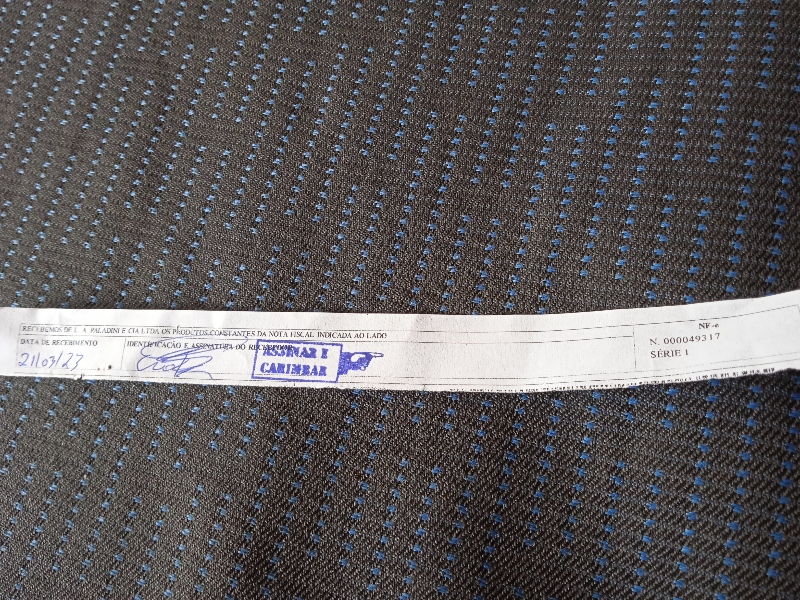 RECEBEMOS DE L. A. PALADINI E CIA LTDA OS PRODUTOS CONSTANTES DA NOTA FISCAL INDICADA AO LADO
DATA DE RECEBIMENTO
21/03/23
IDENTIFICAÇÃO E ASSINATURA DO RECEBEDOR
ASSINAR E
CARIMBAR
NF-e
N. 000049317
SÉRIE 1